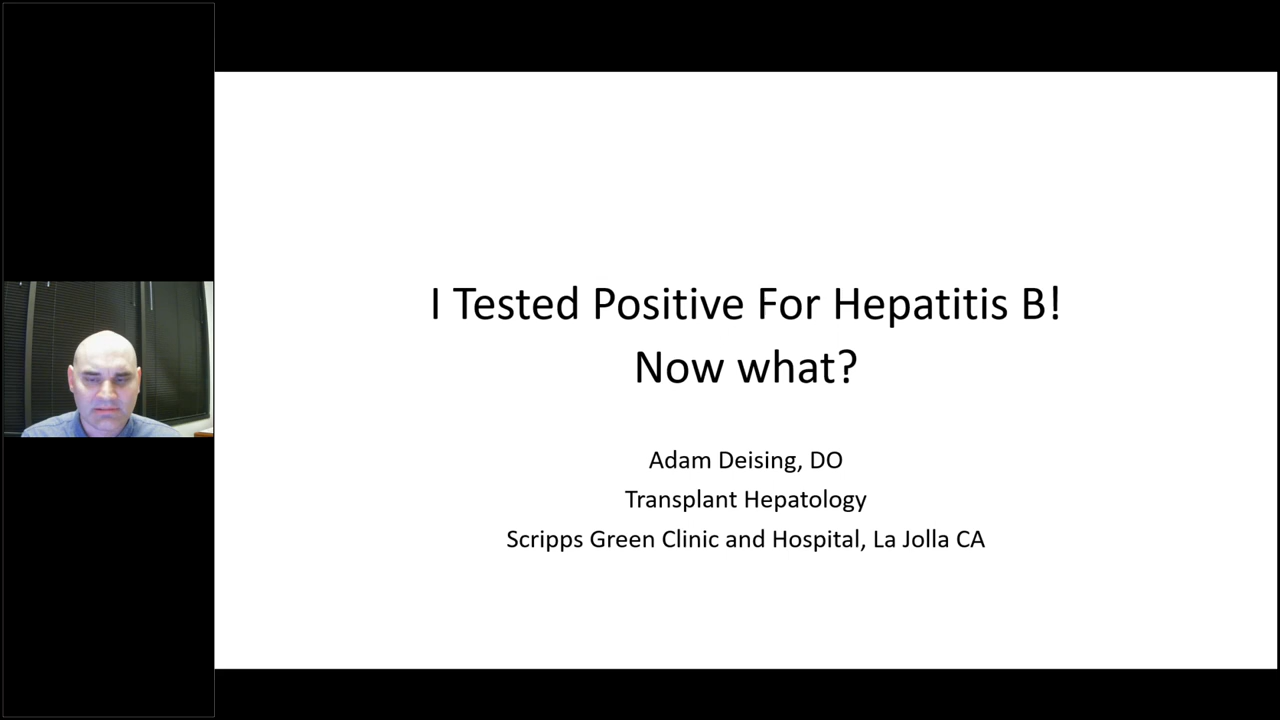 I Tested Positive For Hepatitis B!
Now what?
Adam Deising, DO
Transplant Hepatology
Scripps Green Clinic and Hospital, La Jolla CA